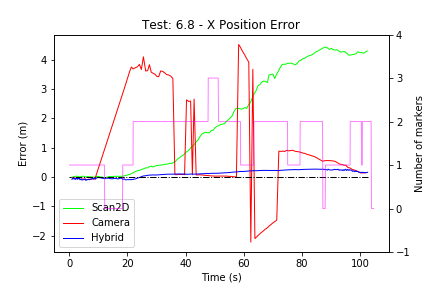 Test: 6.8 - X Position Error
Error (m)
4
3
2
1
0
−1
−2
4
3
2
1
0
−1
Number of markers
Scan2D
Camera
Hybrid
0
20
40
60
80
100
Time (s)